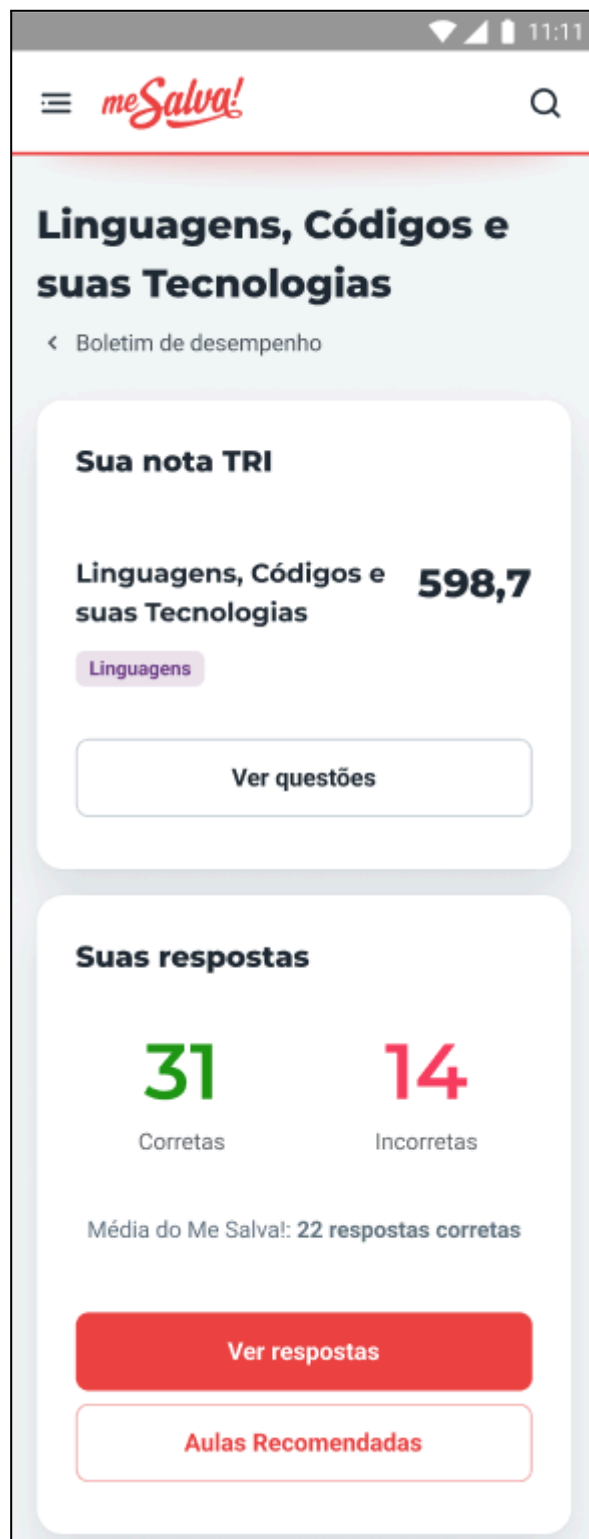 11:11
meSalva!
Linguagens, Códigos e
suas Tecnologias
Boletim de desempenho
Sua nota TRI
Linguagens, Códigos e
suas Tecnologias
598,7
Linguagens
Ver questões
Suas respostas
31 14
Corretas Incorretas
Média do Me Salva!: 22 respostas corretas
Ver respostas
Aulas Recomendadas